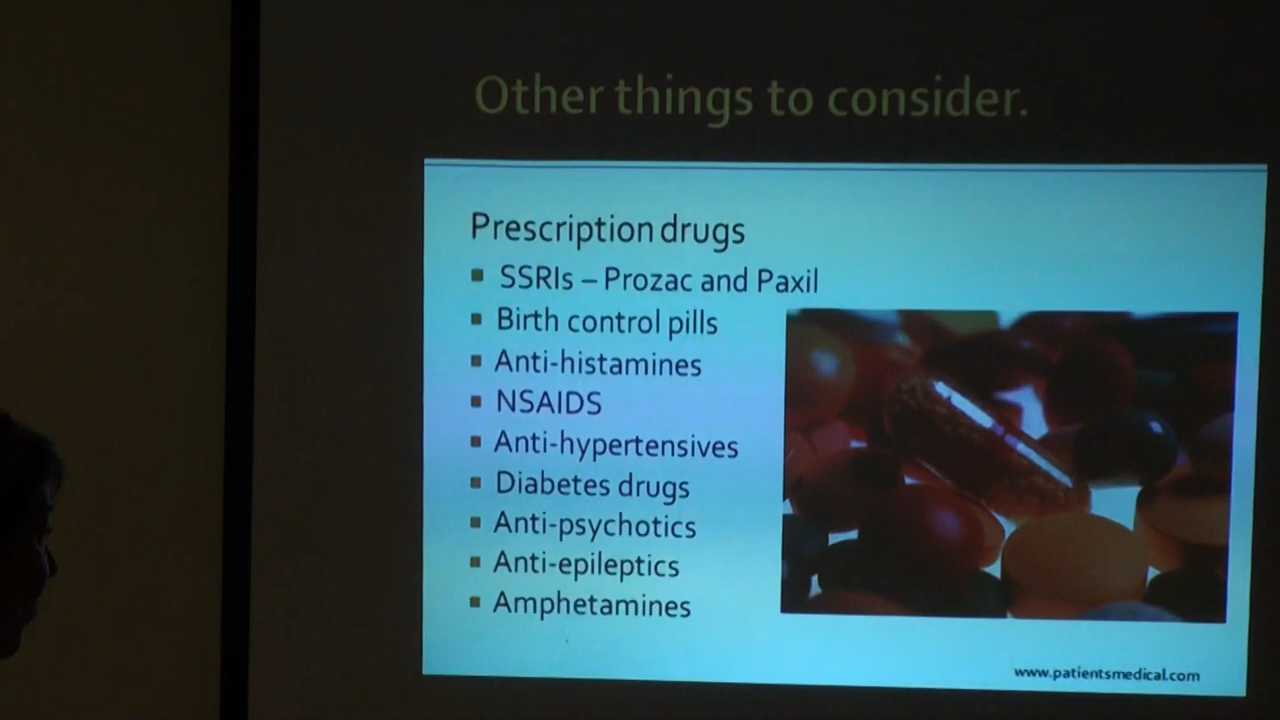 Other things to consider.
Prescription drugs
SSRIs – Prozac and Paxil
Birth control pills
Anti-histamines
NSAIDS
Anti-hypertensives
Diabetes drugs
Anti-psychotics
Anti-epileptics
Amphetamines
www.patientsmedical.com